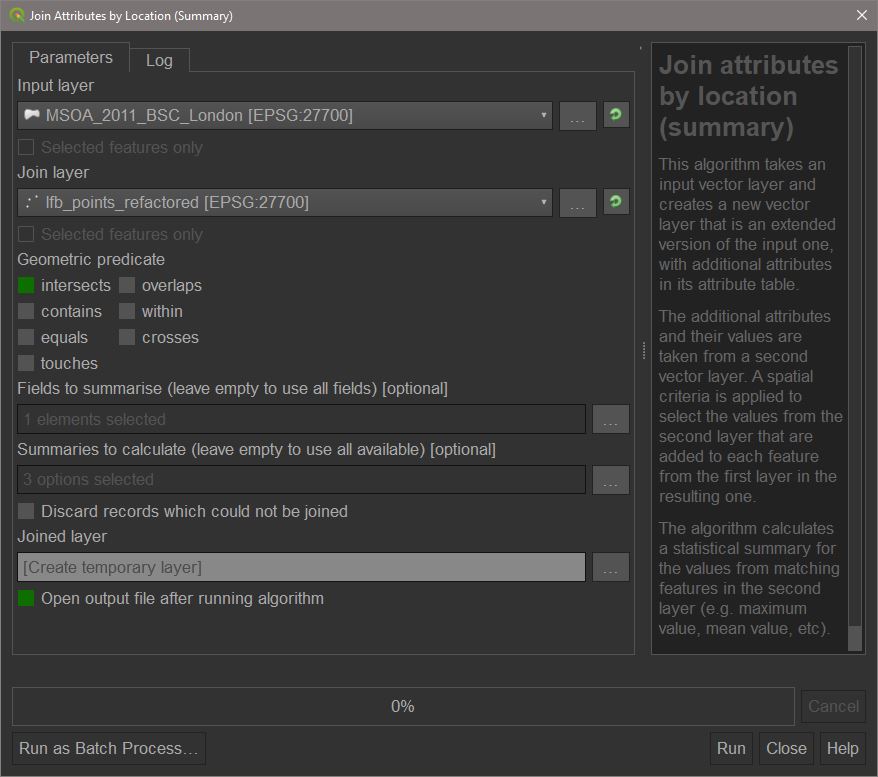 Join Attributes by Location (Summary)
Parameters
Log
Input layer
MSOA_2011_BSC_London [EPSG:27700]
...
Selected features only
Join layer
lfb_points_refactored [EPSG:27700]
...
Selected features only
Geometric predicate
intersects overlaps
contains within
equals crosses
touches
Fields to summarise (leave empty to use all fields) [optional]
1 elements selected
...
Summaries to calculate (leave empty to use all available) [optional]
3 options selected
...
Discard records which could not be joined
Joined layer
[Create temporary layer]
...
Open output file after running algorithm
Join attributes
by location
(summary)
This algorithm takes an
input vector layer and
creates a new vector
layer that is an extended
version of the input one,
with additional attributes
in its attribute table.
The additional attributes
and their values are
taken from a second
vector layer. A spatial
criteria is applied to
select the values from the
second layer that are
added to each feature
from the first layer in the
resulting one.
The algorithm calculates
a statistical summary for
the values from matching
features in the second
layer (e.g. maximum
value, mean value, etc).
0%
Cancel
Run as Batch Process...
Run
Close
Help